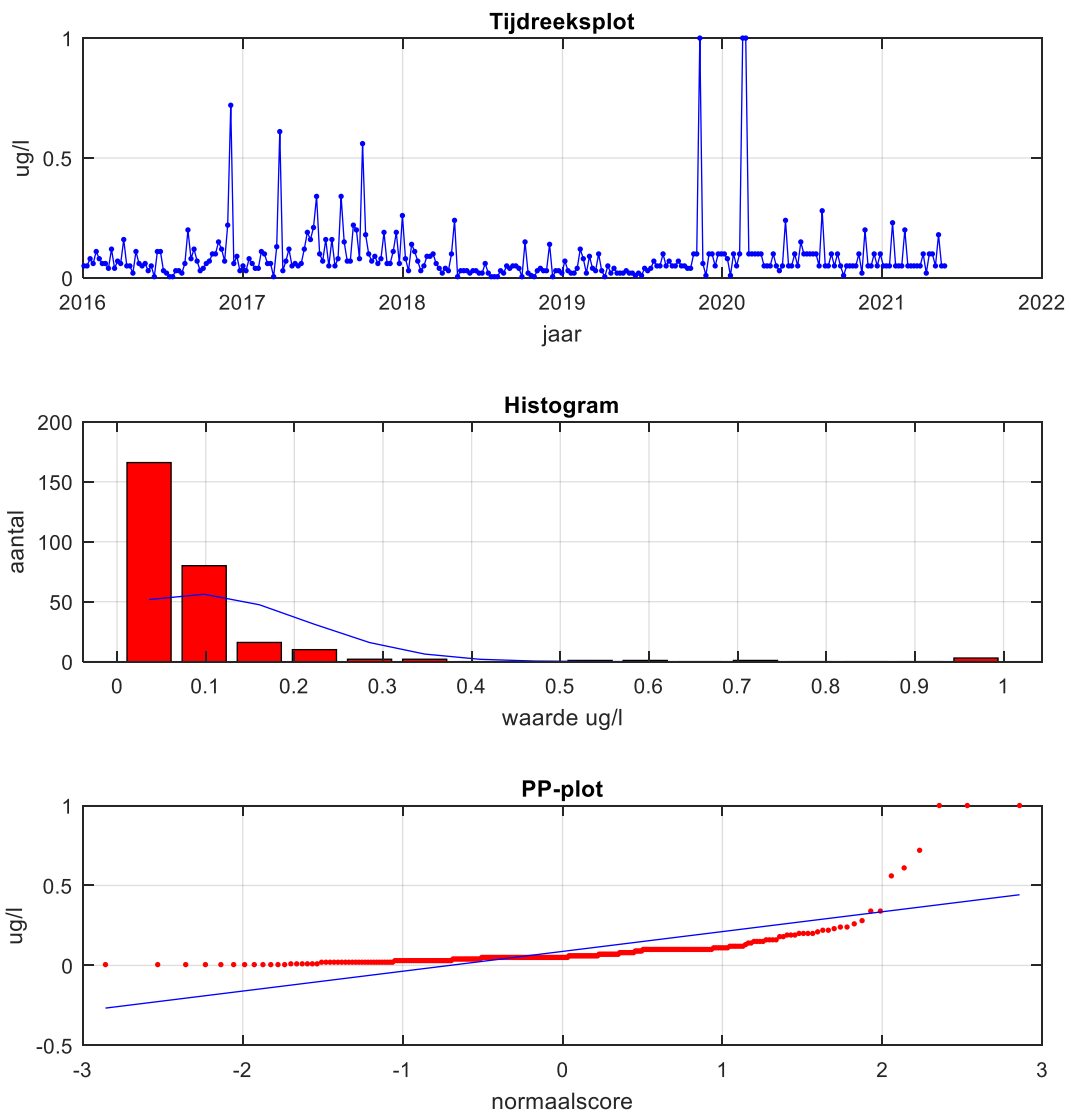 Tijdreeksplot
1
0.5
0
ug/l
2016 2017 2018 2019 2020 2021 2022
jaar
Histogram
200
150
100
50
0
aantal
0 0.1 0.2 0.3 0.4 0.5 0.6 0.7 0.8 0.9 1
waarde ug/l
PP-plot
1
0.5
0
-0.5
ug/l
-3 -2 -1 0 1 2 3
normaalscore